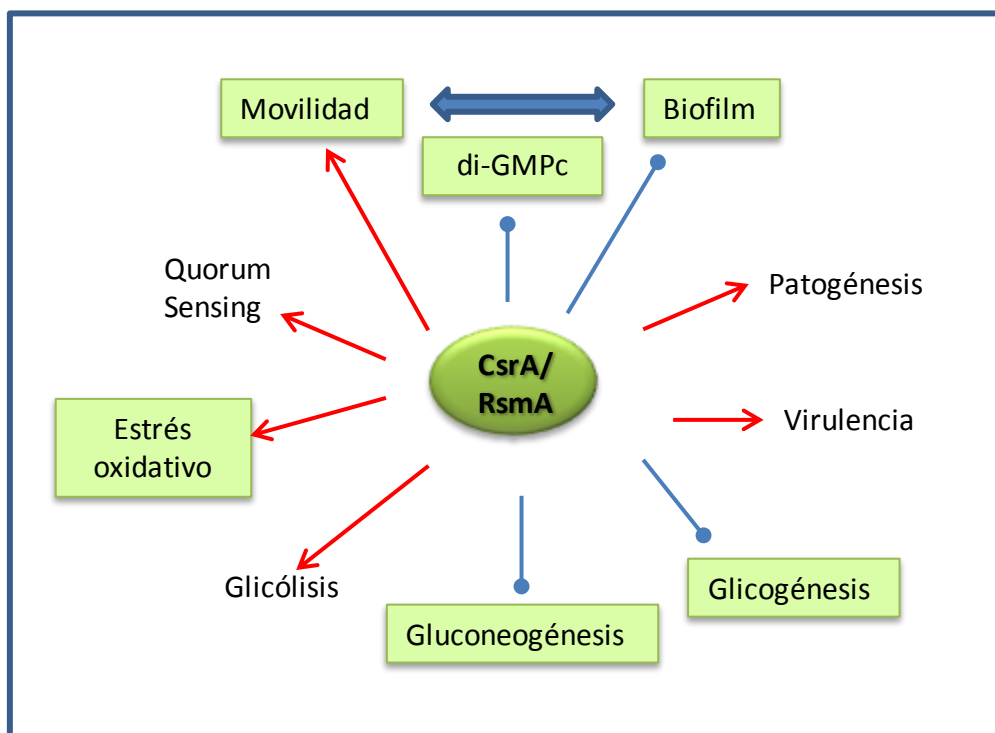 Movilidad
Biofilm
di-GMPc
Quorum
Sensing
Patogénesis
CsrA/
RsmA
Estrés
oxidativo
Virulencia
Glicólisis
Glicogénesis
Gluconeogénesis